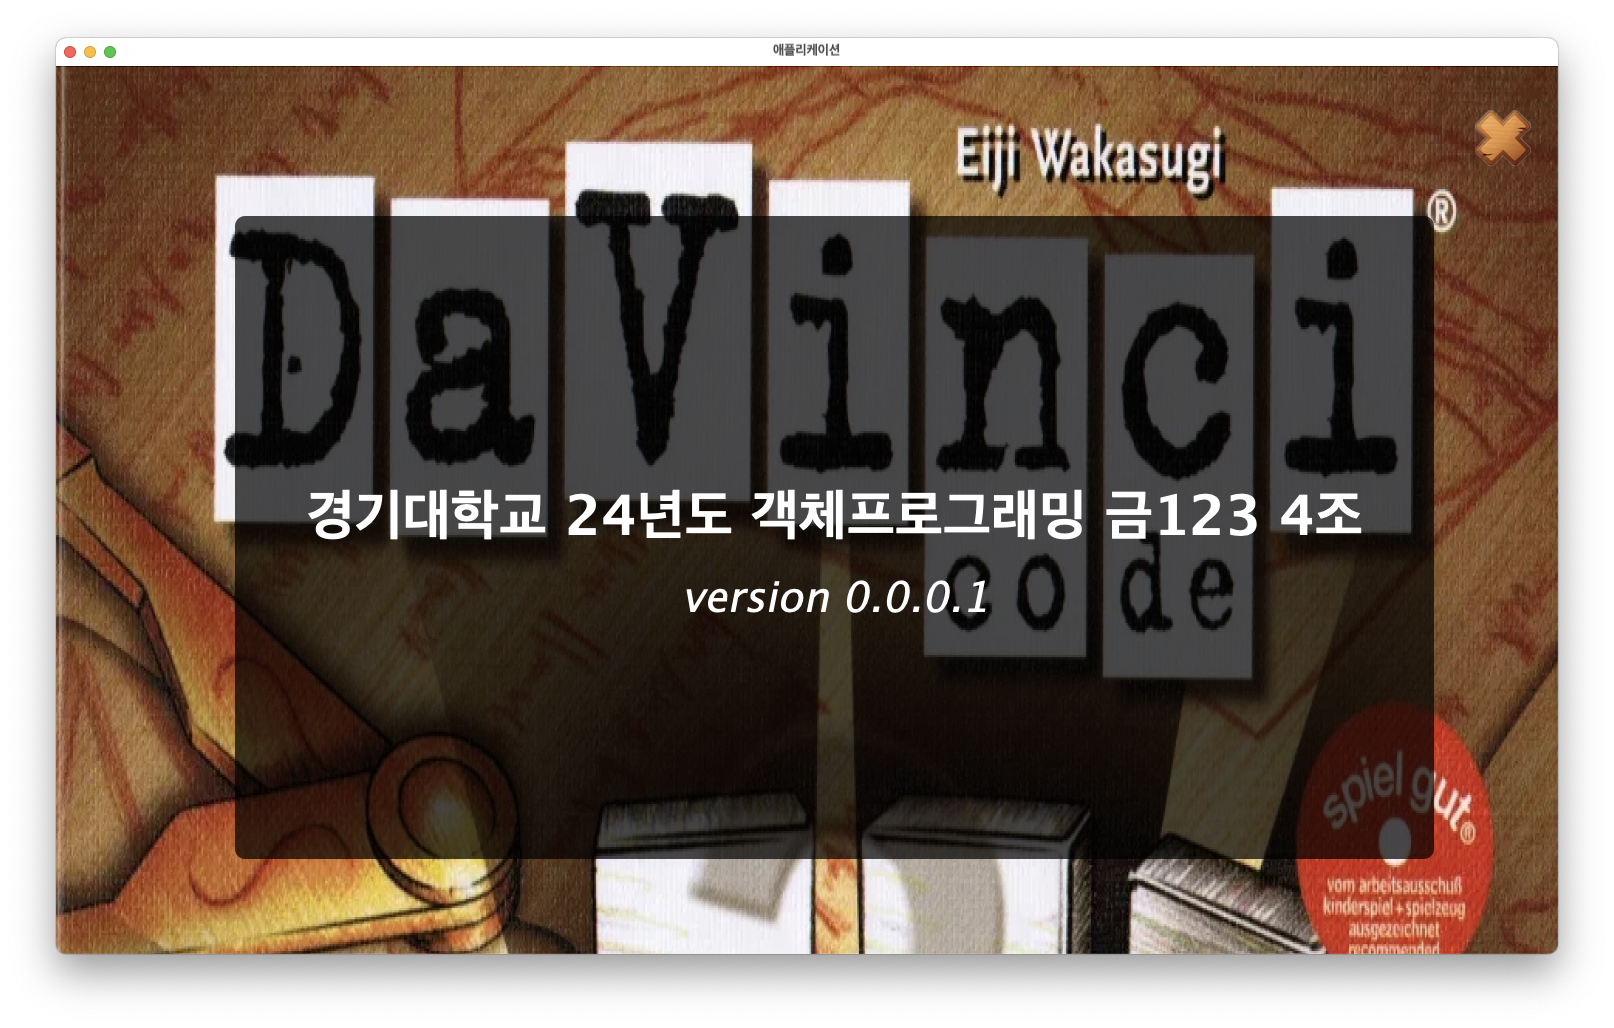 애플리케이션
Eiji Wakasugi
DaVinci®
경기대학교 24년도 객체프로그래밍 금123 4조
code
version 0.0.0.1
spiel gut®
vom arbeitsausschuß
kinderspiel + spielzeug
ausgezeichnet
recommended